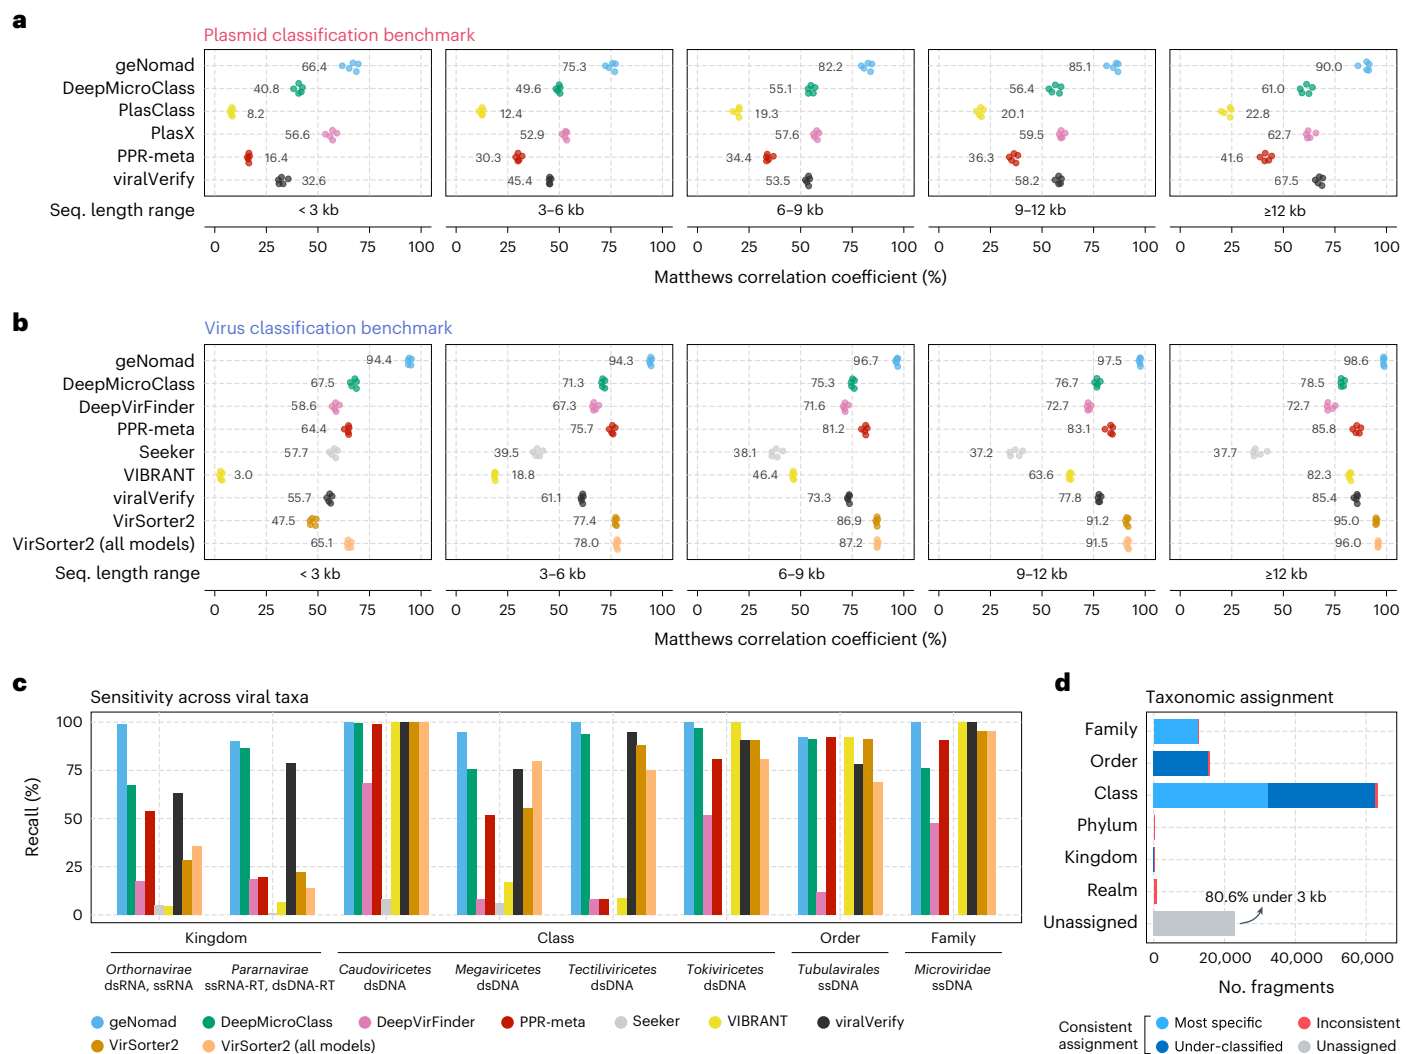 a
Plasmid classification benchmark
geNomad 66.4 75.3 82.2 85.1 90.0
DeepMicroClass 40.8 49.6 55.1 56.4 61.0
PlasClass 8.2 12.4 19.3 20.1 22.8
PlasX 56.6 52.9 57.6 59.5 62.7
PPR-meta 16.4 30.3 34.4 36.3 41.6
viralVerify 32.6 45.4 53.5 58.2 67.5
Seq. length range < 3 kb 3–6 kb 6–9 kb 9–12 kb ≥12 kb
0 25 50 75 100 0 25 50 75 100 0 25 50 75 100 0 25 50 75 100 0 25 50 75 100
Matthews correlation coefficient (%)
b
Virus classification benchmark
geNomad 94.4 94.3 96.7 97.5 98.6
DeepMicroClass 67.5 71.3 75.3 76.7 78.5
DeepVirFinder 58.6 67.3 71.6 72.7 72.7
PPR-meta 64.4 75.7 81.2 83.1 85.8
Seeker 57.7 39.5 38.1 37.2 37.7
VIBRANT 3.0 18.8 46.4 63.6 82.3
viralVerify 55.7 61.1 73.3 77.8 85.4
VirSorter2 47.5 77.4 86.9 91.2 95.0
VirSorter2 (all models) 65.1 78.0 87.2 91.5 96.0
Seq. length range < 3 kb 3–6 kb 6–9 kb 9–12 kb ≥12 kb
0 25 50 75 100 0 25 50 75 100 0 25 50 75 100 0 25 50 75 100 0 25 50 75 100
Matthews correlation coefficient (%)
c
Sensitivity across viral taxa
Recall (%)
100
75
50
25
0
Kingdom Class Order Family
Orthornavirae Pararnavirae Caudoviricetes Megaviricetes Tectiliviricetes Tokiviricetes Tubulavirales Microviridae
dsRNA, ssRNA ssRNA-RT, dsDNA-RT dsDNA dsDNA dsDNA dsDNA ssDNA ssDNA
geNomad DeepMicroClass DeepVirFinder PPR-meta Seeker VIBRANT viralVerify
VirSorter2 VirSorter2 (all models)
d
Taxonomic assignment
Family
Order
Class
Phylum
Kingdom
Realm
80.6% under 3 kb
Unassigned
0 20,000 40,000 60,000
No. fragments
Consistent assignment
Most specific Inconsistent
Under-classified Unassigned